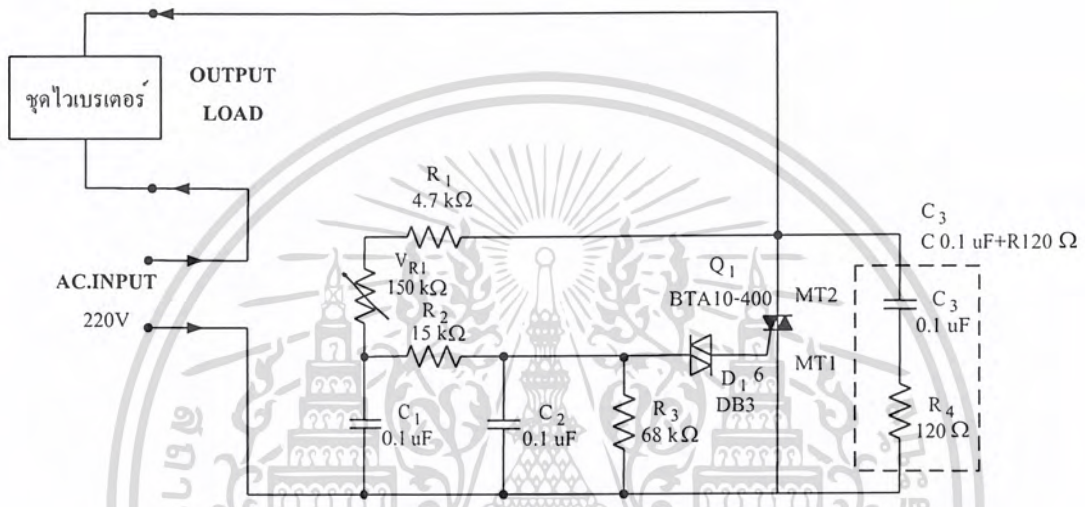 ชุดไวเบรเตอร์
OUTPUT
LOAD
AC.INPUT
220V
R1
4.7 kΩ
VR1
150 kΩ
R2
15 kΩ
C1
0.1 uF
C2
0.1 uF
R3
68 kΩ
Q1
BTA10-400
MT2
MT1
D1 6
DB3
C3
C 0.1 uF+R120 Ω
C3
0.1 uF
R4
120 Ω